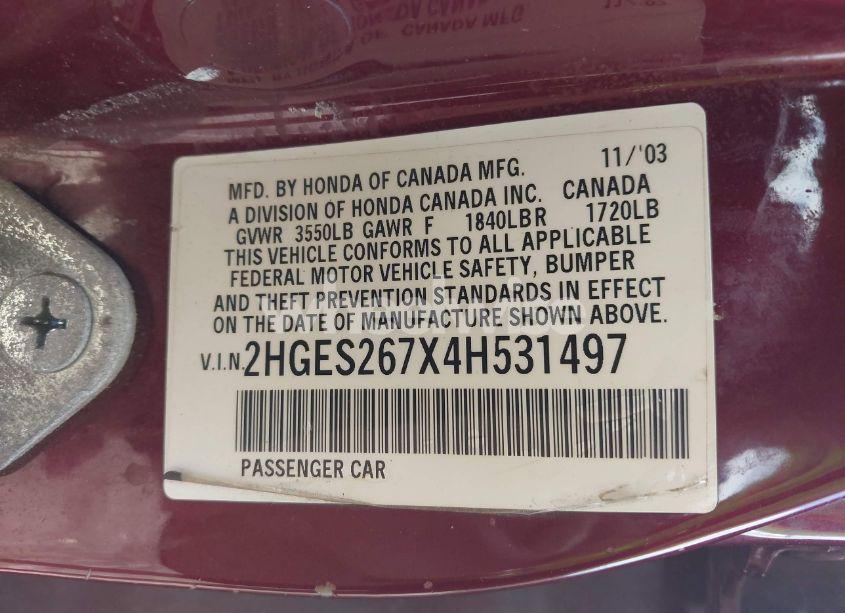 MFD. BY HONDA OF CANADA MFG. 11/'03
A DIVISION OF HONDA CANADA INC. CANADA
GVWR 3550LB GAWR F 1840LB R 1720LB
THIS VEHICLE CONFORMS TO ALL APPLICABLE
FEDERAL MOTOR VEHICLE SAFETY, BUMPER
AND THEFT PREVENTION STANDARDS IN EFFECT
ON THE DATE OF MANUFACTURE SHOWN ABOVE.
V.I.N. 2HGES267X4H531497
PASSENGER CAR